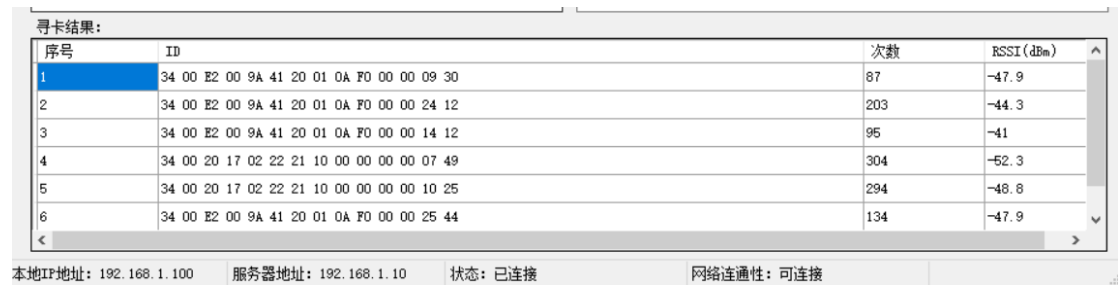 寻卡结果：
序号 ID 次数 RSSI(dBm)
1 34 00 E2 00 9A 41 20 01 0A F0 00 00 09 30 87 -47.9
2 34 00 E2 00 9A 41 20 01 0A F0 00 00 24 12 203 -44.3
3 34 00 E2 00 9A 41 20 01 0A F0 00 00 14 12 95 -41
4 34 00 20 17 02 22 21 10 00 00 00 00 07 49 304 -52.3
5 34 00 20 17 02 22 21 10 00 00 00 00 10 25 294 -48.8
6 34 00 E2 00 9A 41 20 01 0A F0 00 00 25 44 134 -47.9
本地IP地址：192.168.1.100 服务器地址：192.168.1.10 状态：已连接 网络连通性：可连接